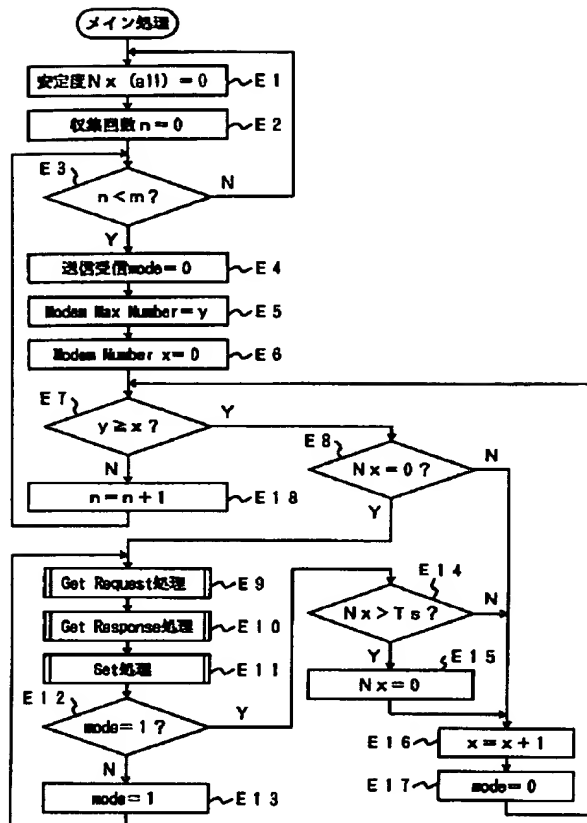 メイン処理
安定度Nx (all) = 0
E1
収集回数n = 0
E2
E3
n < m?
N
Y
送信受信mode = 0
E4
Modem Max Number = y
E5
Modem Number x = 0
E6
E7
y ≥ x?
Y
N
E8
Nx = 0?
N
Y
n = n + 1
E18
Get Request処理
E9
Get Response処理
E10
Set処理
E11
E12
mode = 1?
Y
N
mode = 1
E13
E14
Nx > Ts?
N
Y
E15
Nx = 0
E16
x = x + 1
E17
mode = 0